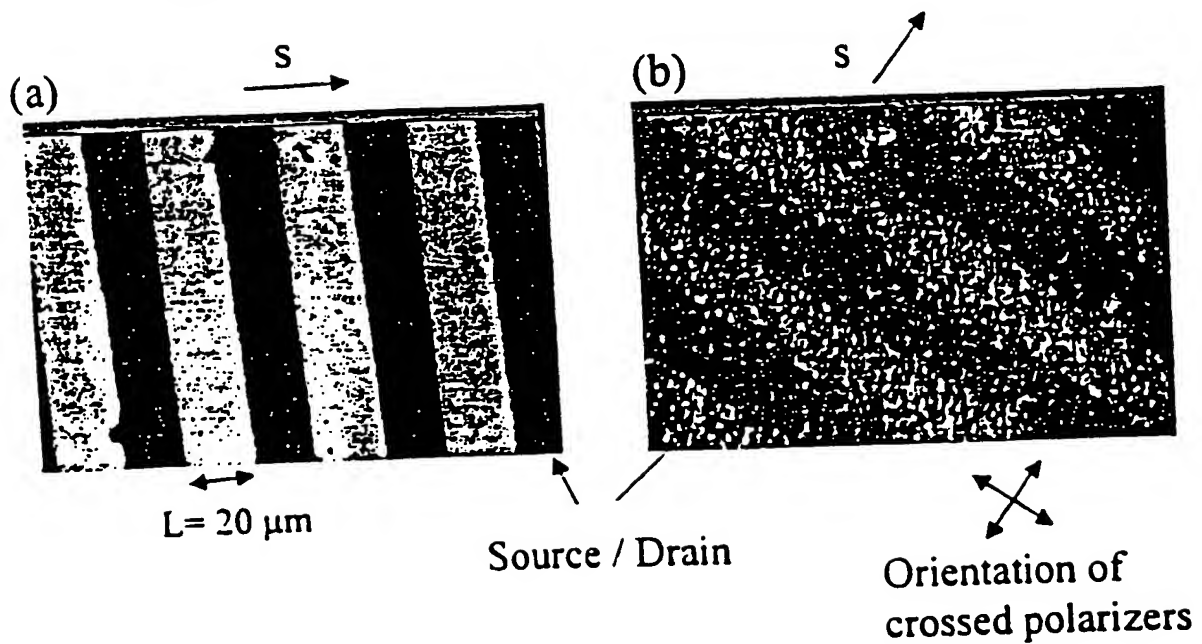 (a)
S
(b)
S
L= 20 μm
Source / Drain
Orientation of
crossed polarizers